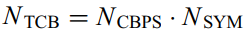 N_TCB = N_CBPS · N_SYM